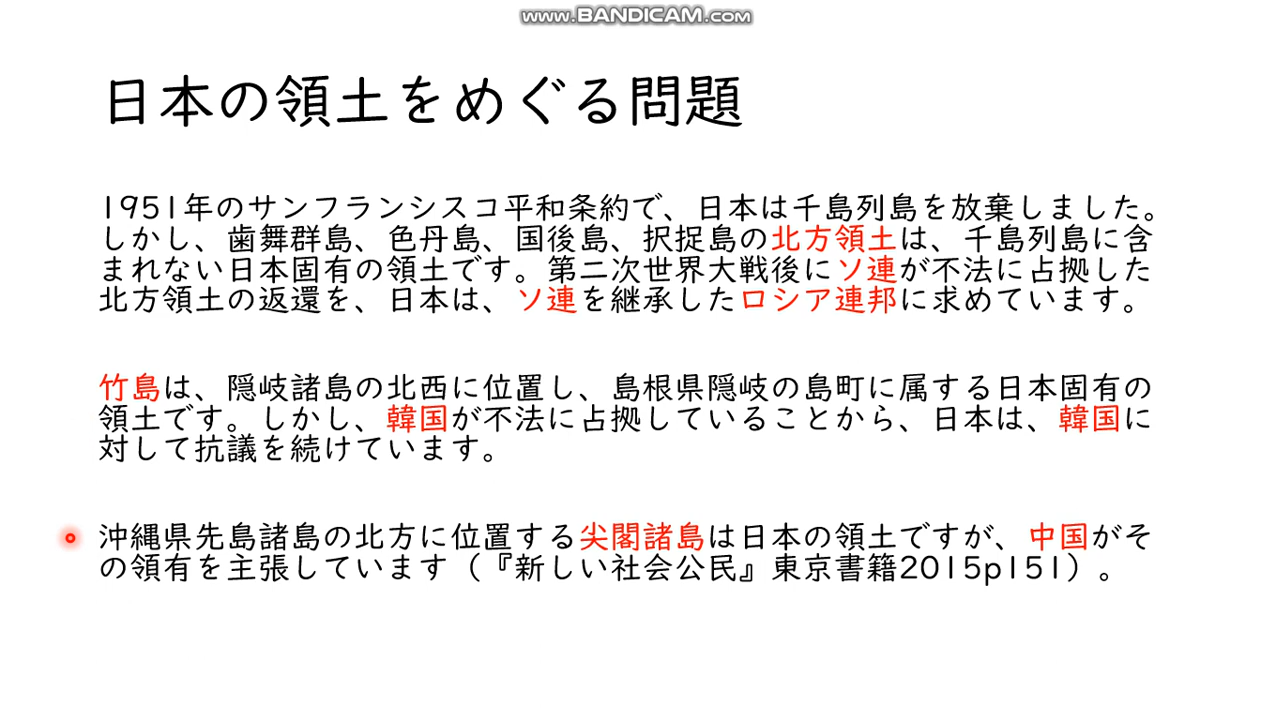 www.BANDICAM.com
日本の領土をめぐる問題
1951年のサンフランシスコ平和条約で、日本は千島列島を放棄しました。
しかし、歯舞群島、色丹島、国後島、択捉島の北方領土は、千島列島に含
まれない日本固有の領土です。第二次世界大戦後にソ連が不法に占拠した
北方領土の返還を、日本は、ソ連を継承したロシア連邦に求めています。
竹島は、隠岐諸島の北西に位置し、島根県隠岐の島町に属する日本固有の
領土です。しかし、韓国が不法に占拠していることから、日本は、韓国に
対して抗議を続けています。
沖縄県先島諸島の北方に位置する尖閣諸島は日本の領土ですが、中国がそ
の領有を主張しています（『新しい社会公民』東京書籍2015p151）。